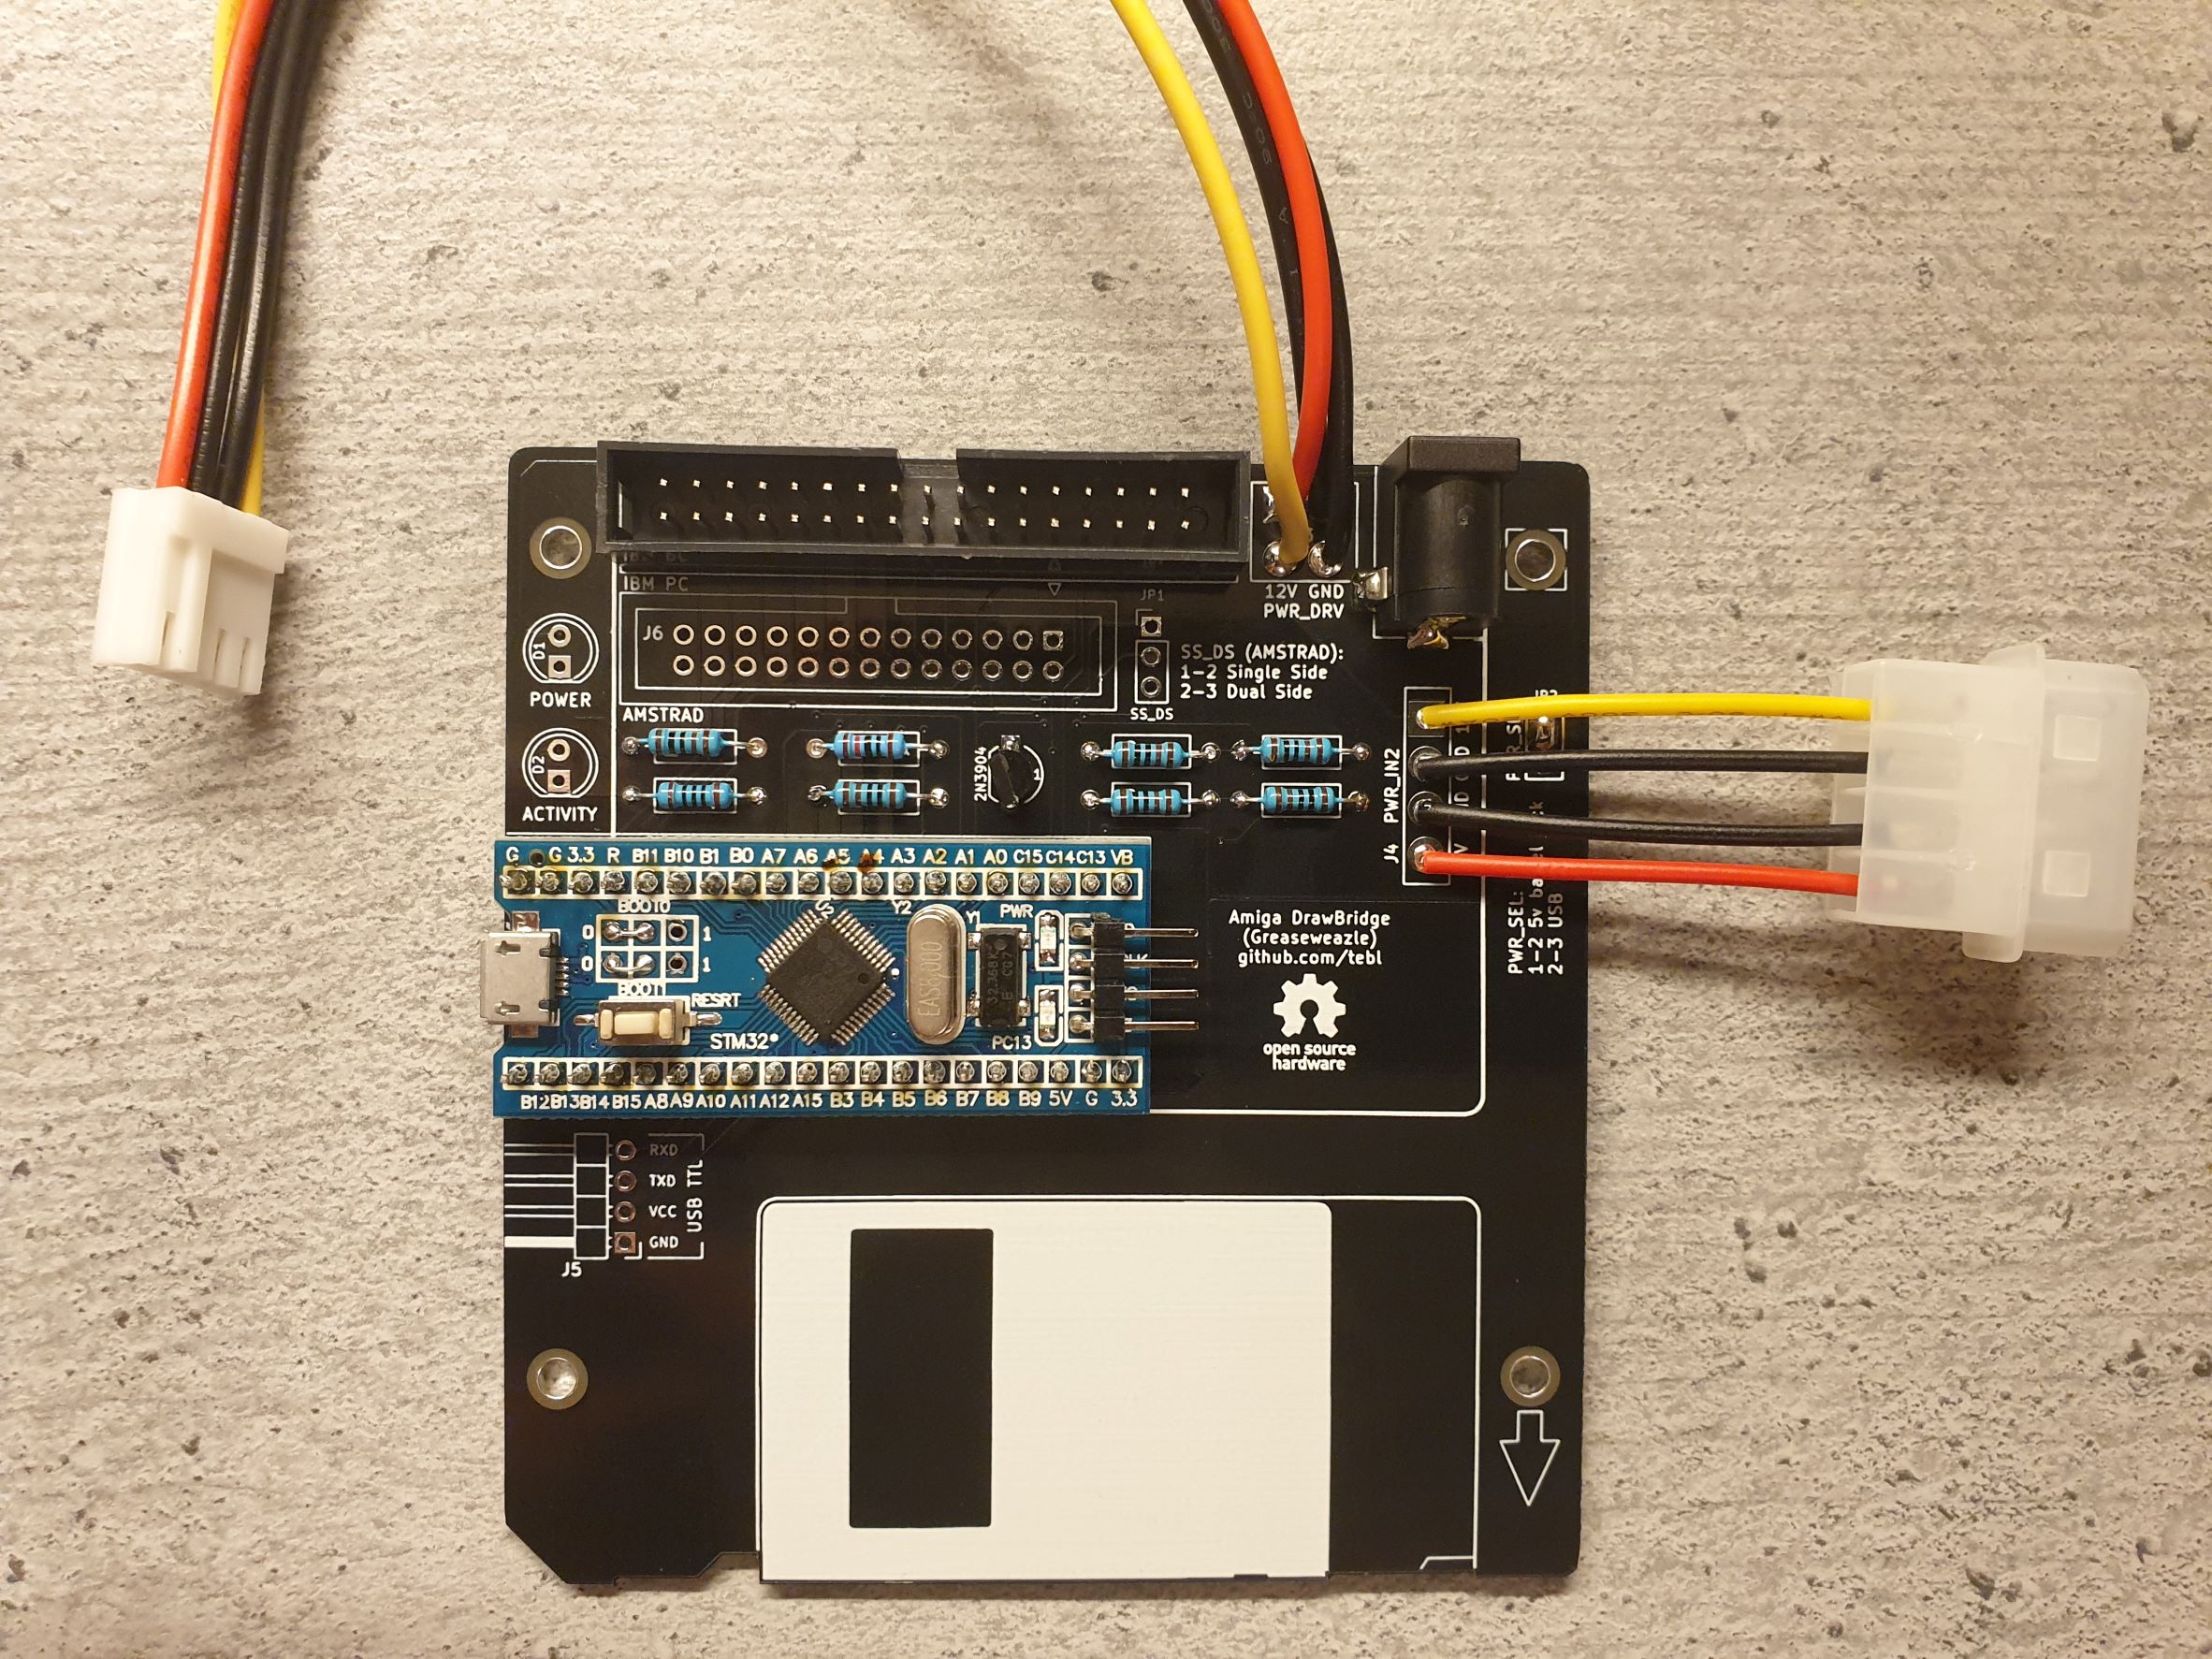 IBM PC
J6
AMSTRAD
12V GND
PWR_DRV
JP1
SS_DS (AMSTRAD):
1-2 Single Side
2-3 Dual Side
SS_DS
D1
POWER
D2
ACTIVITY
2N3904
1
PWR_IN2
J4
G G 3.3 R B11 B10 B1 B0 A7 A6 A5 A4 A3 A2 A1 A0 C15 C14 C13 VB
BOOT0
0 1
0 1
BOOT1
RESRT
STM32
Y2
Y1
PWR
PC13
B12 B13 B14 B15 A8 A9 A10 A11 A12 A15 B3 B4 B5 B6 B7 B8 B9 5V G 3.3
Amiga DrawBridge
(Greaseweazle)
github.com/tebl
open source
hardware
PWR_SEL:
1-2 5v
2-3 USB
RXD
TXD
VCC
GND
USB TTL
J5